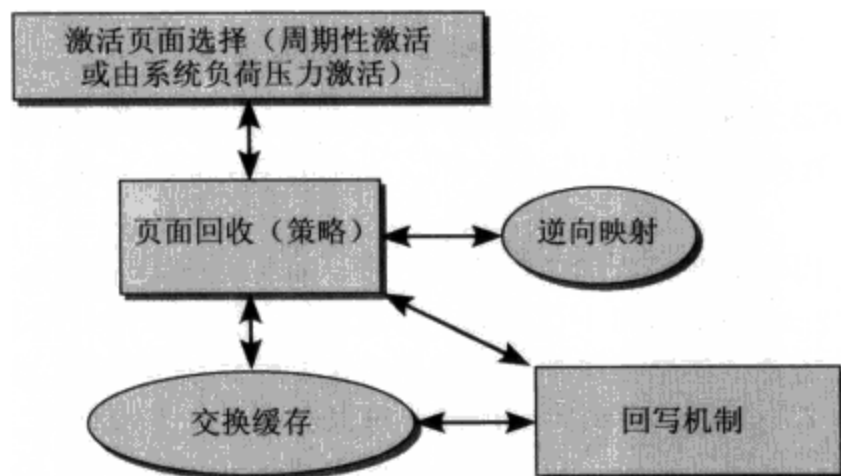 激活页面选择（周期性激活
或由系统负荷压力激活）
页面回收（策略）
逆向映射
交换缓存
回写机制